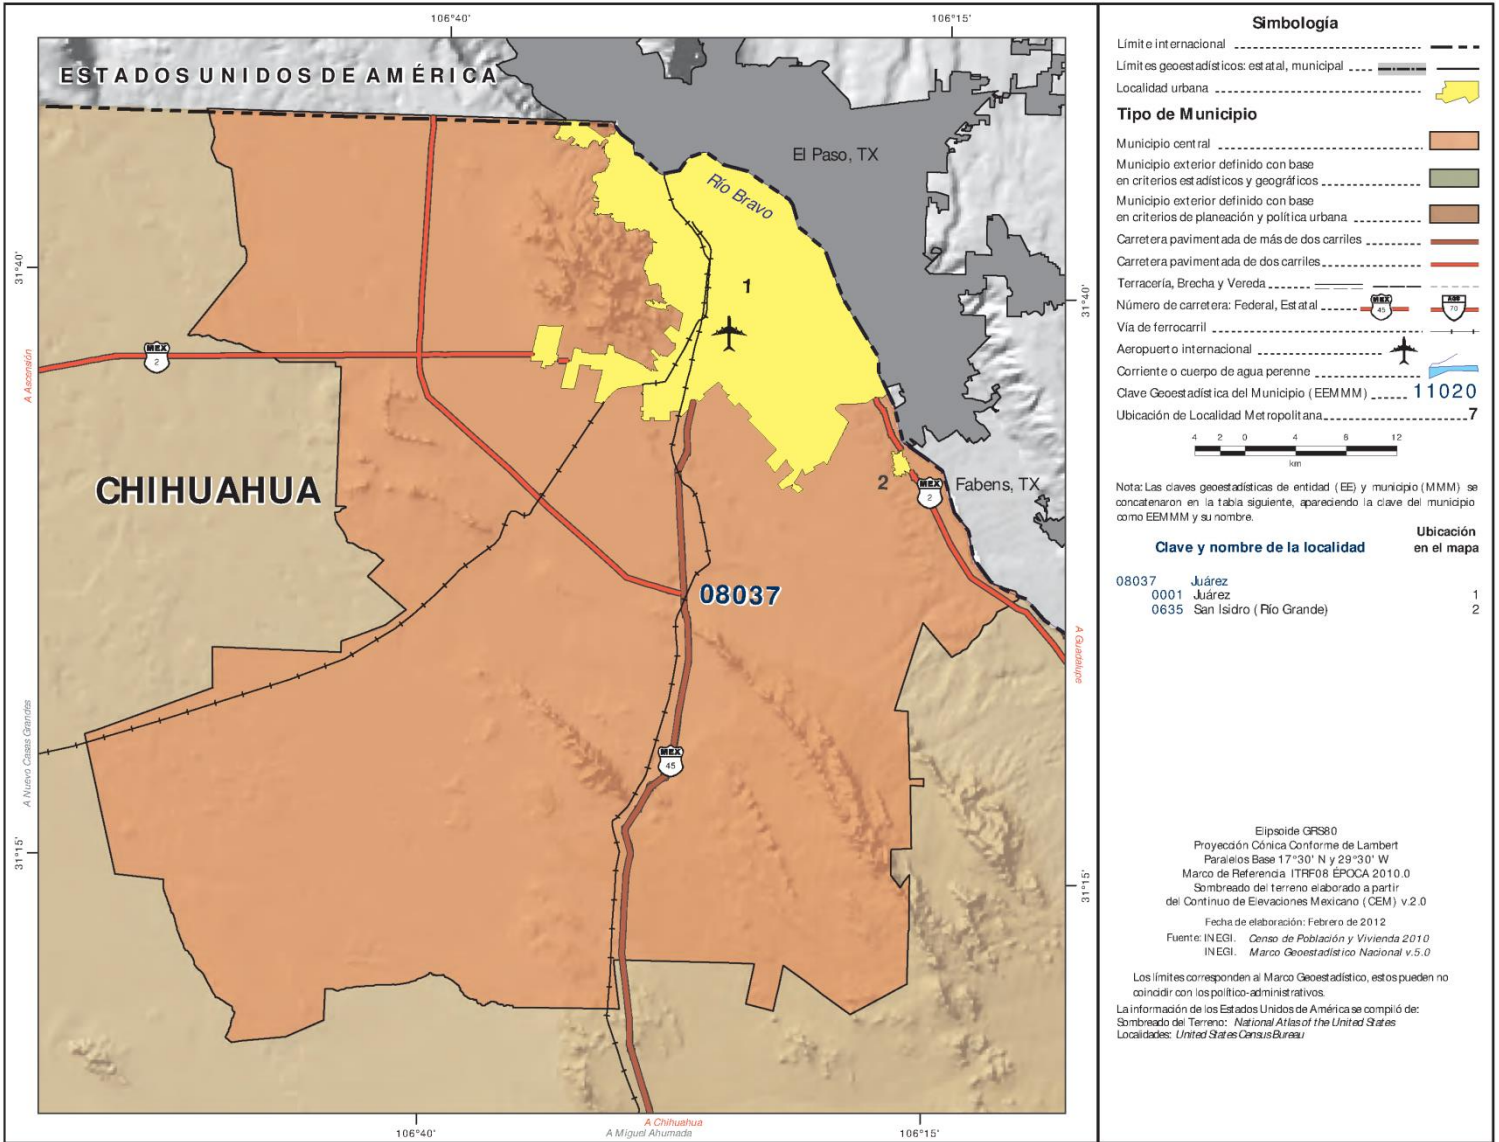 106°40'
106°15'
ESTADOS UNIDOS DE AMÉRICA
El Paso, TX
Río Bravo
31°40'
31°40'
1
MEX
2
A Ascensión
CHIHUAHUA
2
MEX
2
Fabens, TX
08037
A Guadalupe
A Nuevo Casas Grandes
MEX
45
31°15'
31°15'
106°40'
106°15'
A Chihuahua
A Miguel Ahumada
Simbología
Límite internacional
Límites geoestadísticos: estatal, municipal
Localidad urbana
Tipo de Municipio
Municipio central
Municipio exterior definido con base
en criterios estadísticos y geográficos
Municipio exterior definido con base
en criterios de planeación y política urbana
Carretera pavimentada de más de dos carriles
Carretera pavimentada de dos carriles
Terracería, Brecha y Vereda
Número de carretera: Federal, Estatal MEX 45 70
Vía de ferrocarril
Aeropuerto internacional
Corriente o cuerpo de agua perenne
Clave Geoestadística del Municipio (EEMMM) 11020
Ubicación de Localidad Metropolitana 7
4 2 0 4 6 12
km
Nota: Las claves geoestadísticas de entidad (EE) y municipio (MMM) se
concatenaron en la tabla siguiente, apareciendo la clave del municipio
como EEMMM y su nombre.
Ubicación
Clave y nombre de la localidad en el mapa
08037 Juárez
0001 Juárez 1
0635 San Isidro (Río Grande) 2
Elipsoide GRS80
Proyección Cónica Conforme de Lambert
Paralelos Base 17°30' N y 29°30' W
Marco de Referencia ITRF08 ÉPOCA 2010.0
Sombreado del terreno elaborado a partir
del Continuo de Elevaciones Mexicano (CEM) v.2.0
Fecha de elaboración: Febrero de 2012
Fuente: INEGI. Censo de Población y Vivienda 2010
INEGI. Marco Geoestadístico Nacional v.5.0
Los límites corresponden al Marco Geoestadístico, estos pueden no
coincidir con los político-administrativos.
La información de los Estados Unidos de América se compiló de:
Sombreado del Terreno: National Atlas of the United States
Localidades: United States Census Bureau